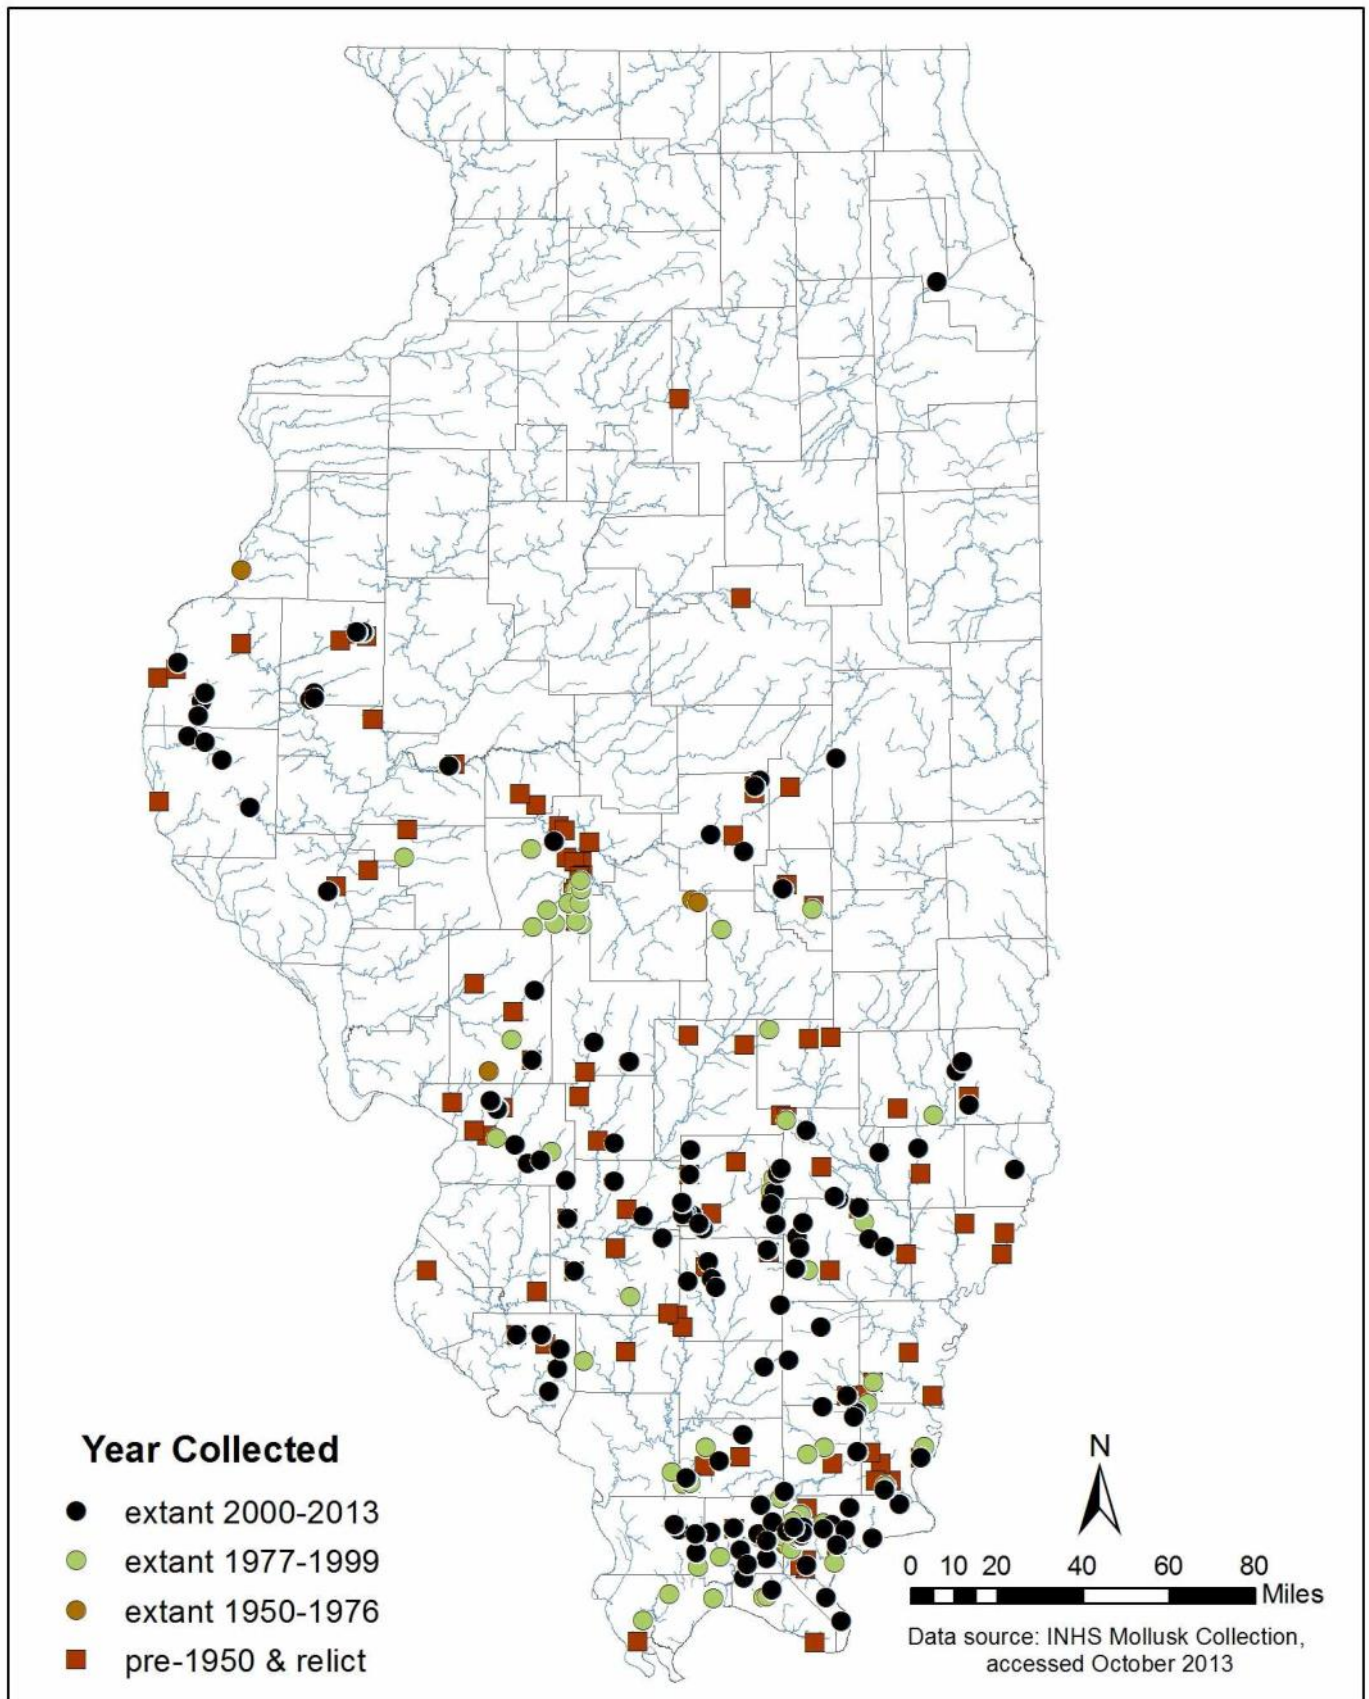 Year Collected
extant 2000-2013
extant 1977-1999
extant 1950-1976
pre-1950 & relict
N
0 10 20 40 60 80
Miles
Data source: INHS Mollusk Collection,
accessed October 2013